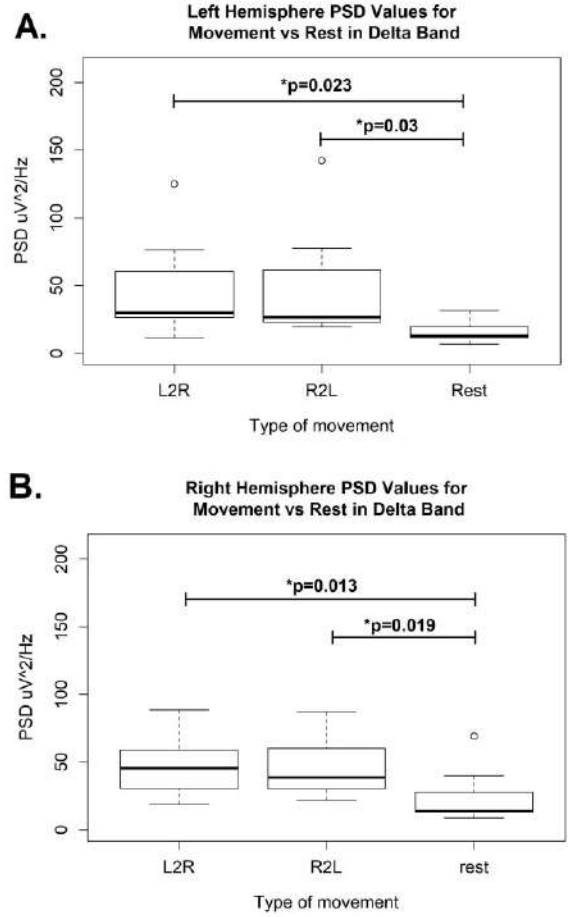 A.
Left Hemisphere PSD Values for
Movement vs Rest in Delta Band
*p=0.023
*p=0.03
PSD uV^2/Hz
200
150
100
50
0
L2R R2L Rest
Type of movement
B.
Right Hemisphere PSD Values for
Movement vs Rest in Delta Band
*p=0.013
*p=0.019
PSD uV^2/Hz
200
150
100
50
0
L2R R2L rest
Type of movement